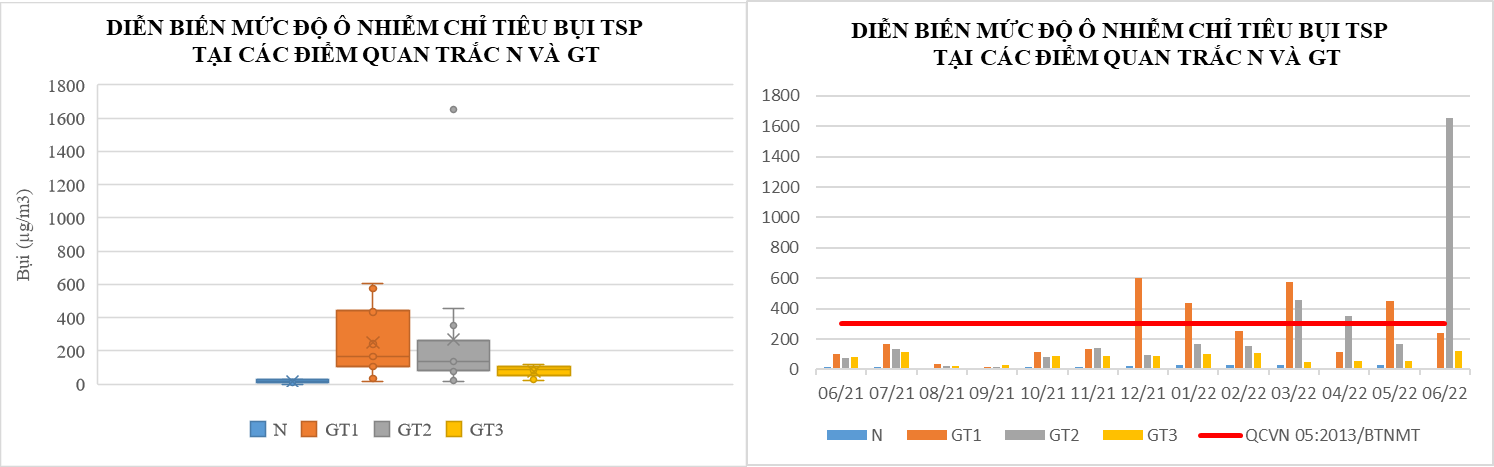 DIỄN BIẾN MỨC ĐỘ Ô NHIỄM CHỈ TIÊU BỤI TSP
TẠI CÁC ĐIỂM QUAN TRẮC N VÀ GT
1800
1600
1400
1200
1000
800
600
400
200
0
Bụi (µg/m3)
N GT1 GT2 GT3
DIỄN BIẾN MỨC ĐỘ Ô NHIỄM CHỈ TIÊU BỤI TSP
TẠI CÁC ĐIỂM QUAN TRẮC N VÀ GT
1800
1600
1400
1200
1000
800
600
400
200
0
06/21 07/21 08/21 09/21 10/21 11/21 12/21 01/22 02/22 03/22 04/22 05/22 06/22
N GT1 GT2 GT3 QCVN 05:2013/BTNMT